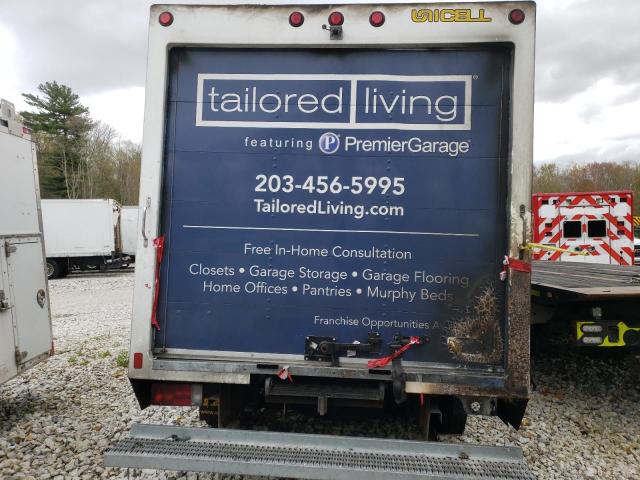 UNICELL
tailored living®
featuring P PremierGarage
203-456-5995
TailoredLiving.com
Free In-Home Consultation
Closets • Garage Storage • Garage Flooring
Home Offices • Pantries • Murphy Beds
Franchise Opportunities